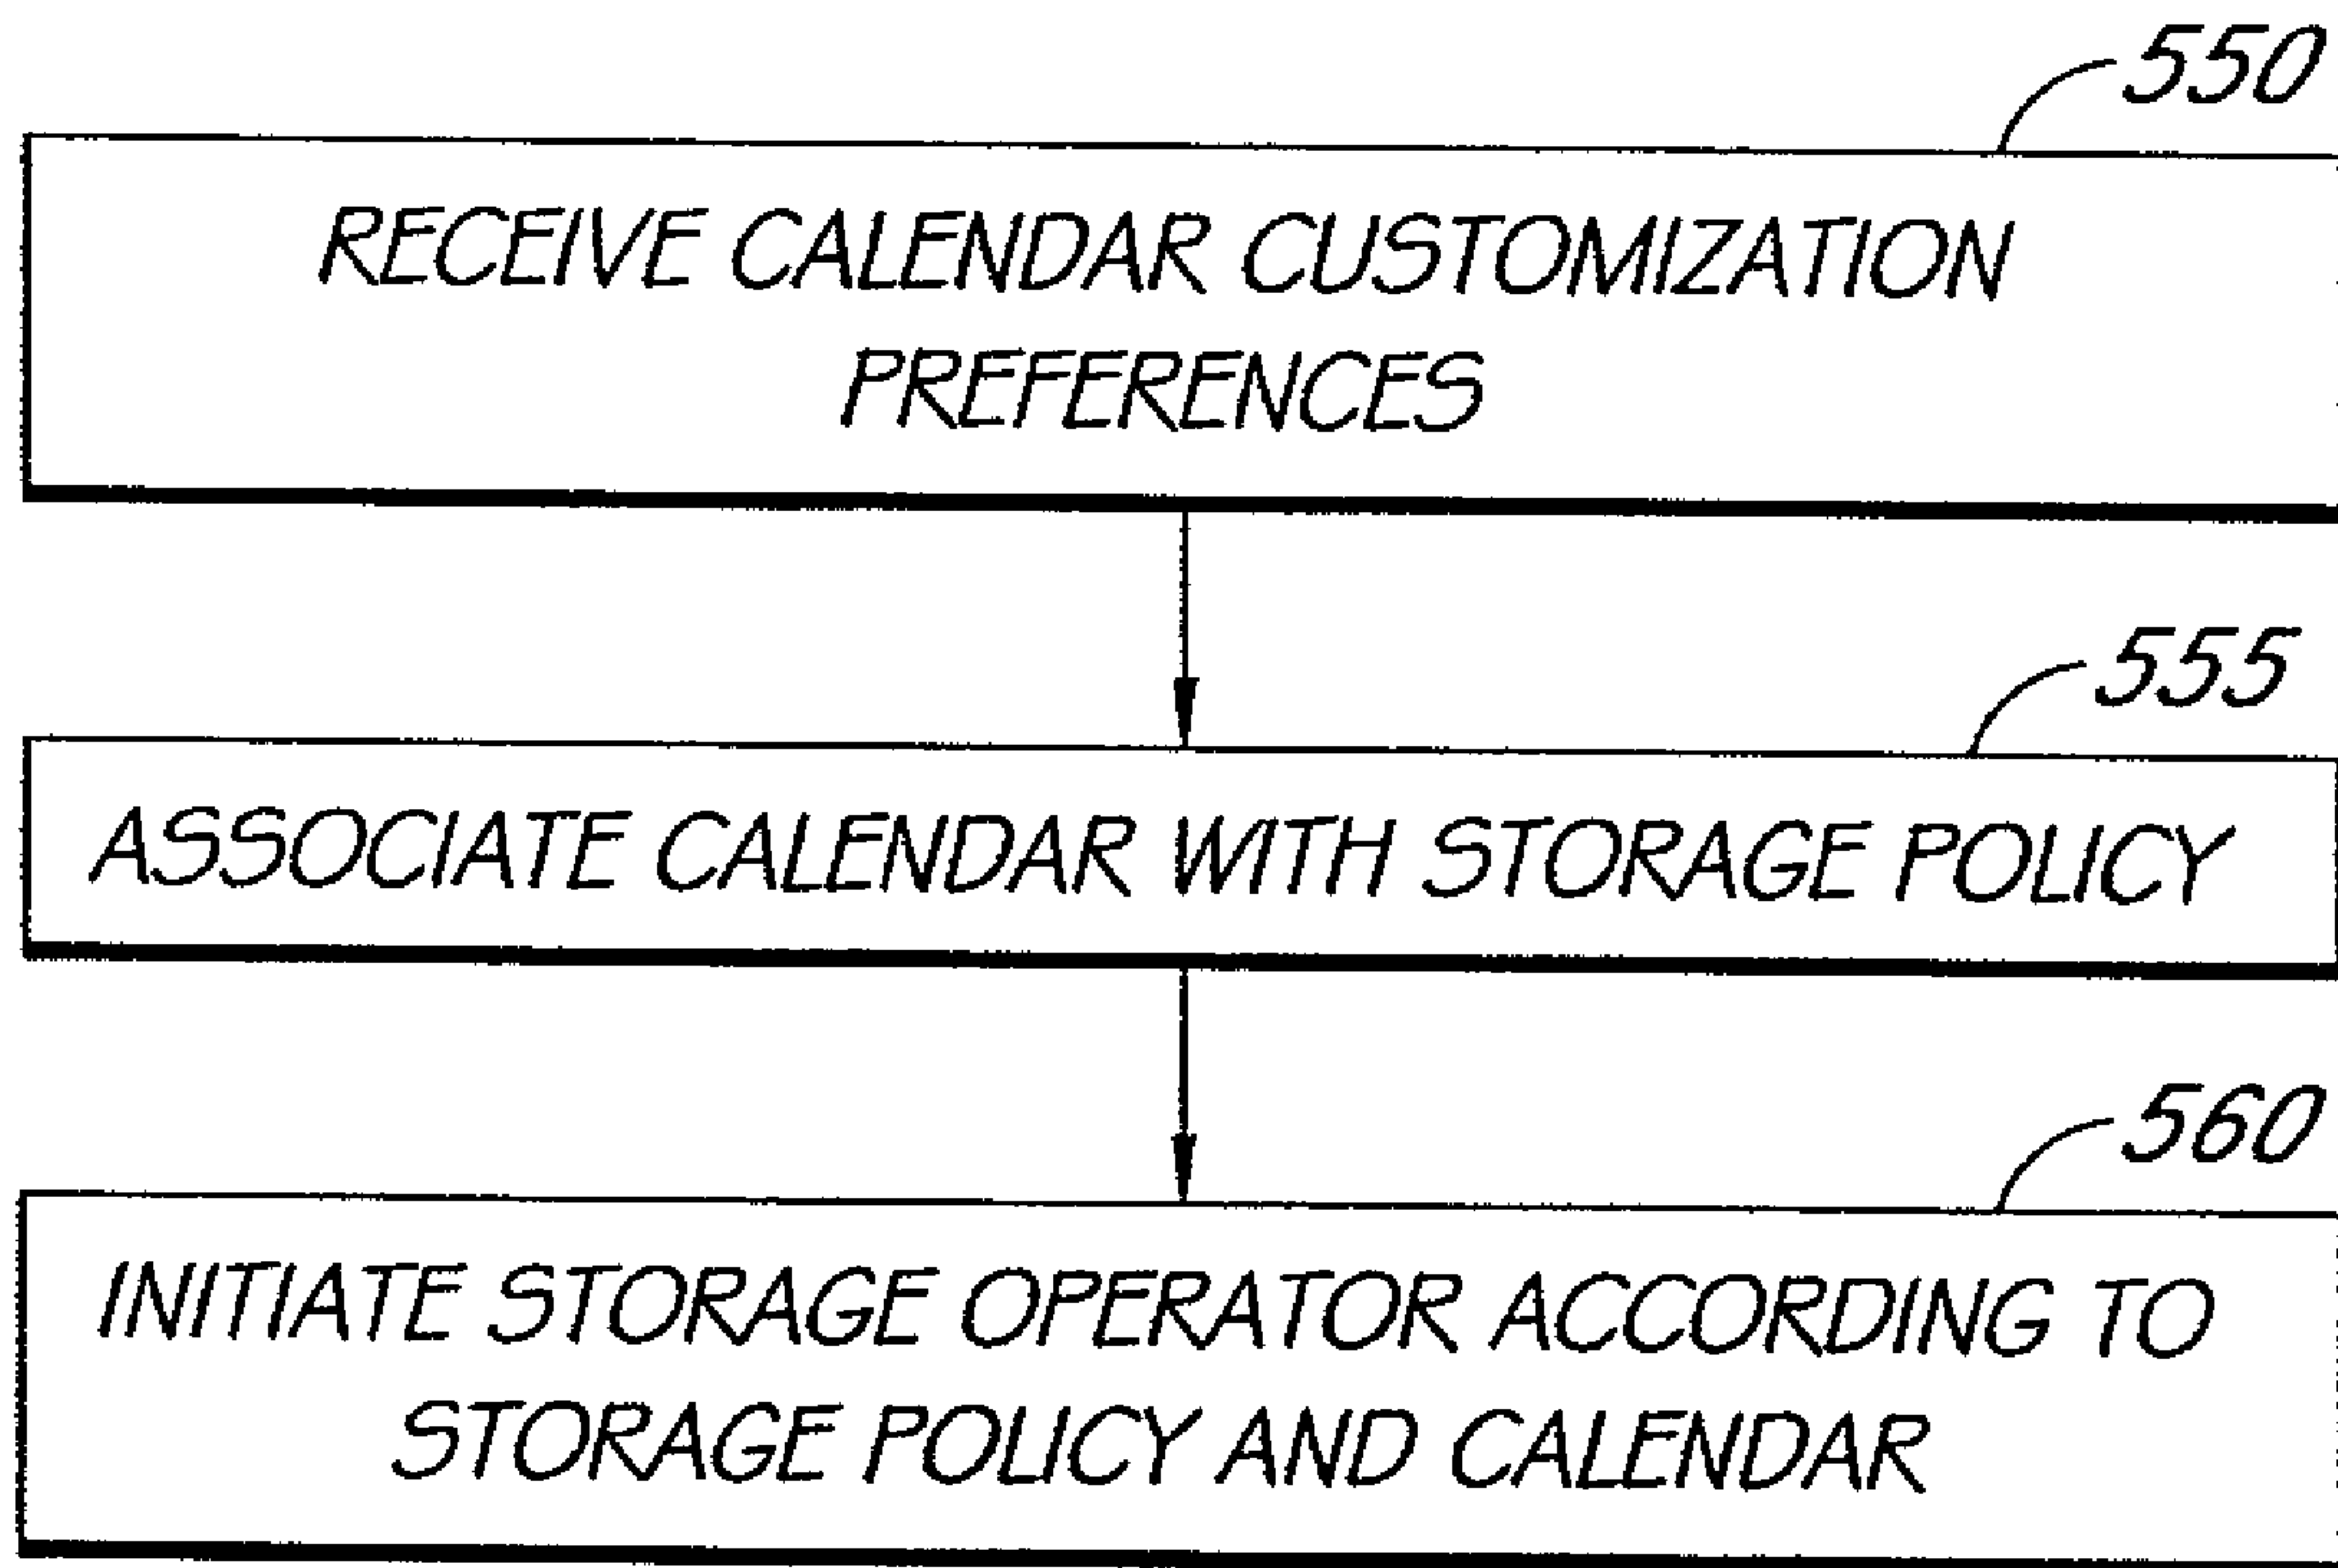 550
RECEIVE CALENDAR CUSTOMIZATION
PREFERENCES
555
ASSOCIATE CALENDAR WITH STORAGE POLICY
560
INITIATE STORAGE OPERATOR ACCORDING TO
STORAGE POLICY AND CALENDAR